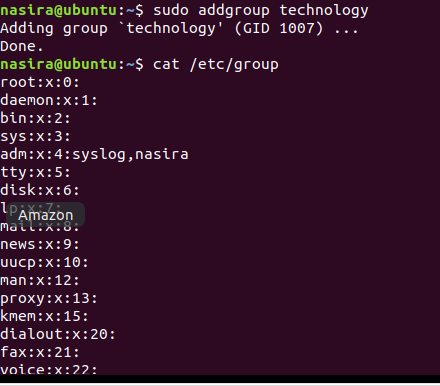 nasira@ubuntu:~$ sudo addgroup technology
Adding group `technology' (GID 1007) ...
Done.
nasira@ubuntu:~$ cat /etc/group
root:x:0:
daemon:x:1:
bin:x:2:
sys:x:3:
adm:x:4:syslog,nasira
tty:x:5:
disk:x:6:
lp:x:7:
Amazon
mail:x:8:
news:x:9:
uucp:x:10:
man:x:12:
proxy:x:13:
kmem:x:15:
dialout:x:20:
fax:x:21:
voice:x:22: